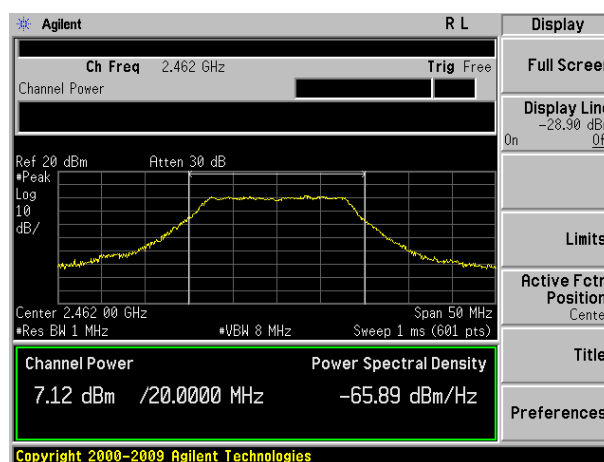 Agilent R L Display
Ch Freq 2.462 GHz Trig Free
Channel Power
Full Scree
Display Line
-28.90 dBm
On Of
Ref 20 dBm Atten 30 dB
#Peak
Log
10
dB/
Limits
Active Fctn
Position
Cente
Center 2.462 00 GHz Span 50 MHz
#Res BW 1 MHz #VBW 8 MHz Sweep 1 ms (601 pts)
Title
Channel Power Power Spectral Density
7.12 dBm /20.0000 MHz -65.89 dBm/Hz
Preferences
Copyright 2000-2009 Agilent Technologies